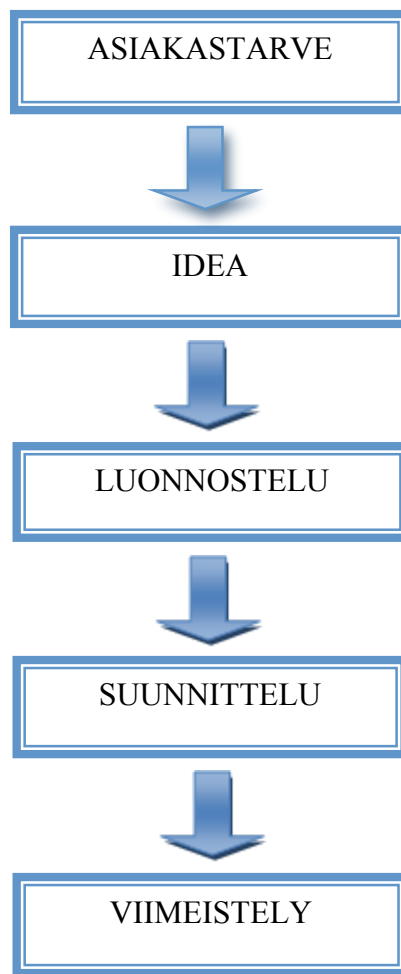 ASIAKASTARVE
IDEA
LUONNOSTELU
SUUNNITTELU
VIIMEISTELY